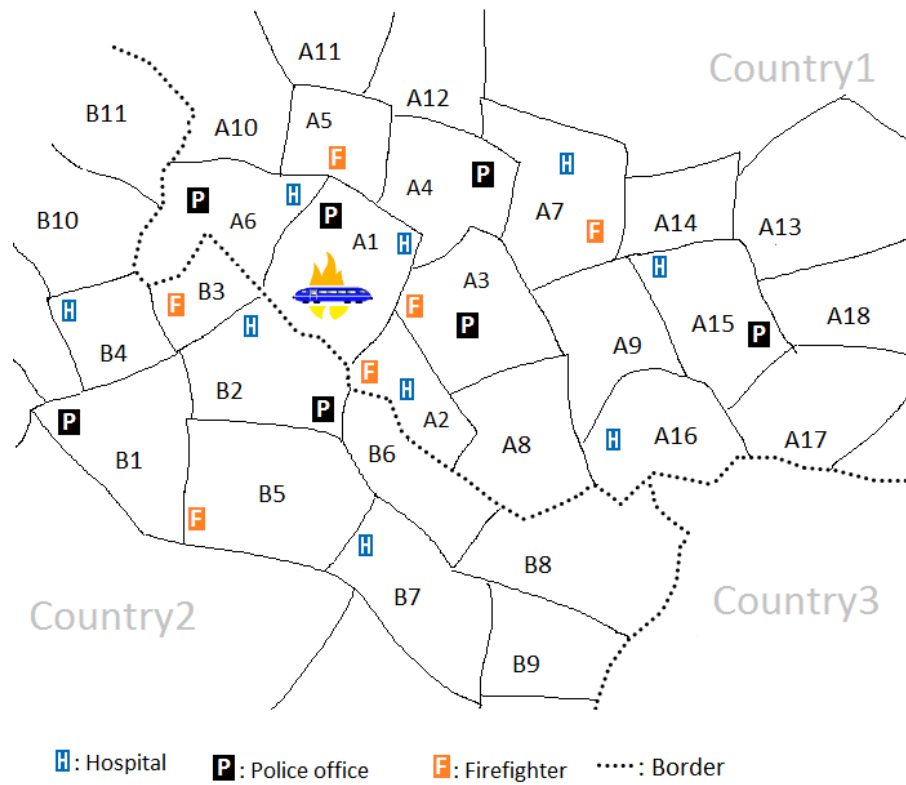 A11
Country1
A12
B11
A10
A5
A4
A7
A14
A13
B10
A6
A1
A3
B3
A15
A18
A9
B4
B2
A2
A8
A16
A17
B1
B6
B5
B8
B7
B9
Country2
Country3
H
P
F
H
P
P
H
F
H
H
F
H
F
P
P
H
F
H
P
P
H
F
H
H : Hospital
P : Police office
F : Firefighter
: Border